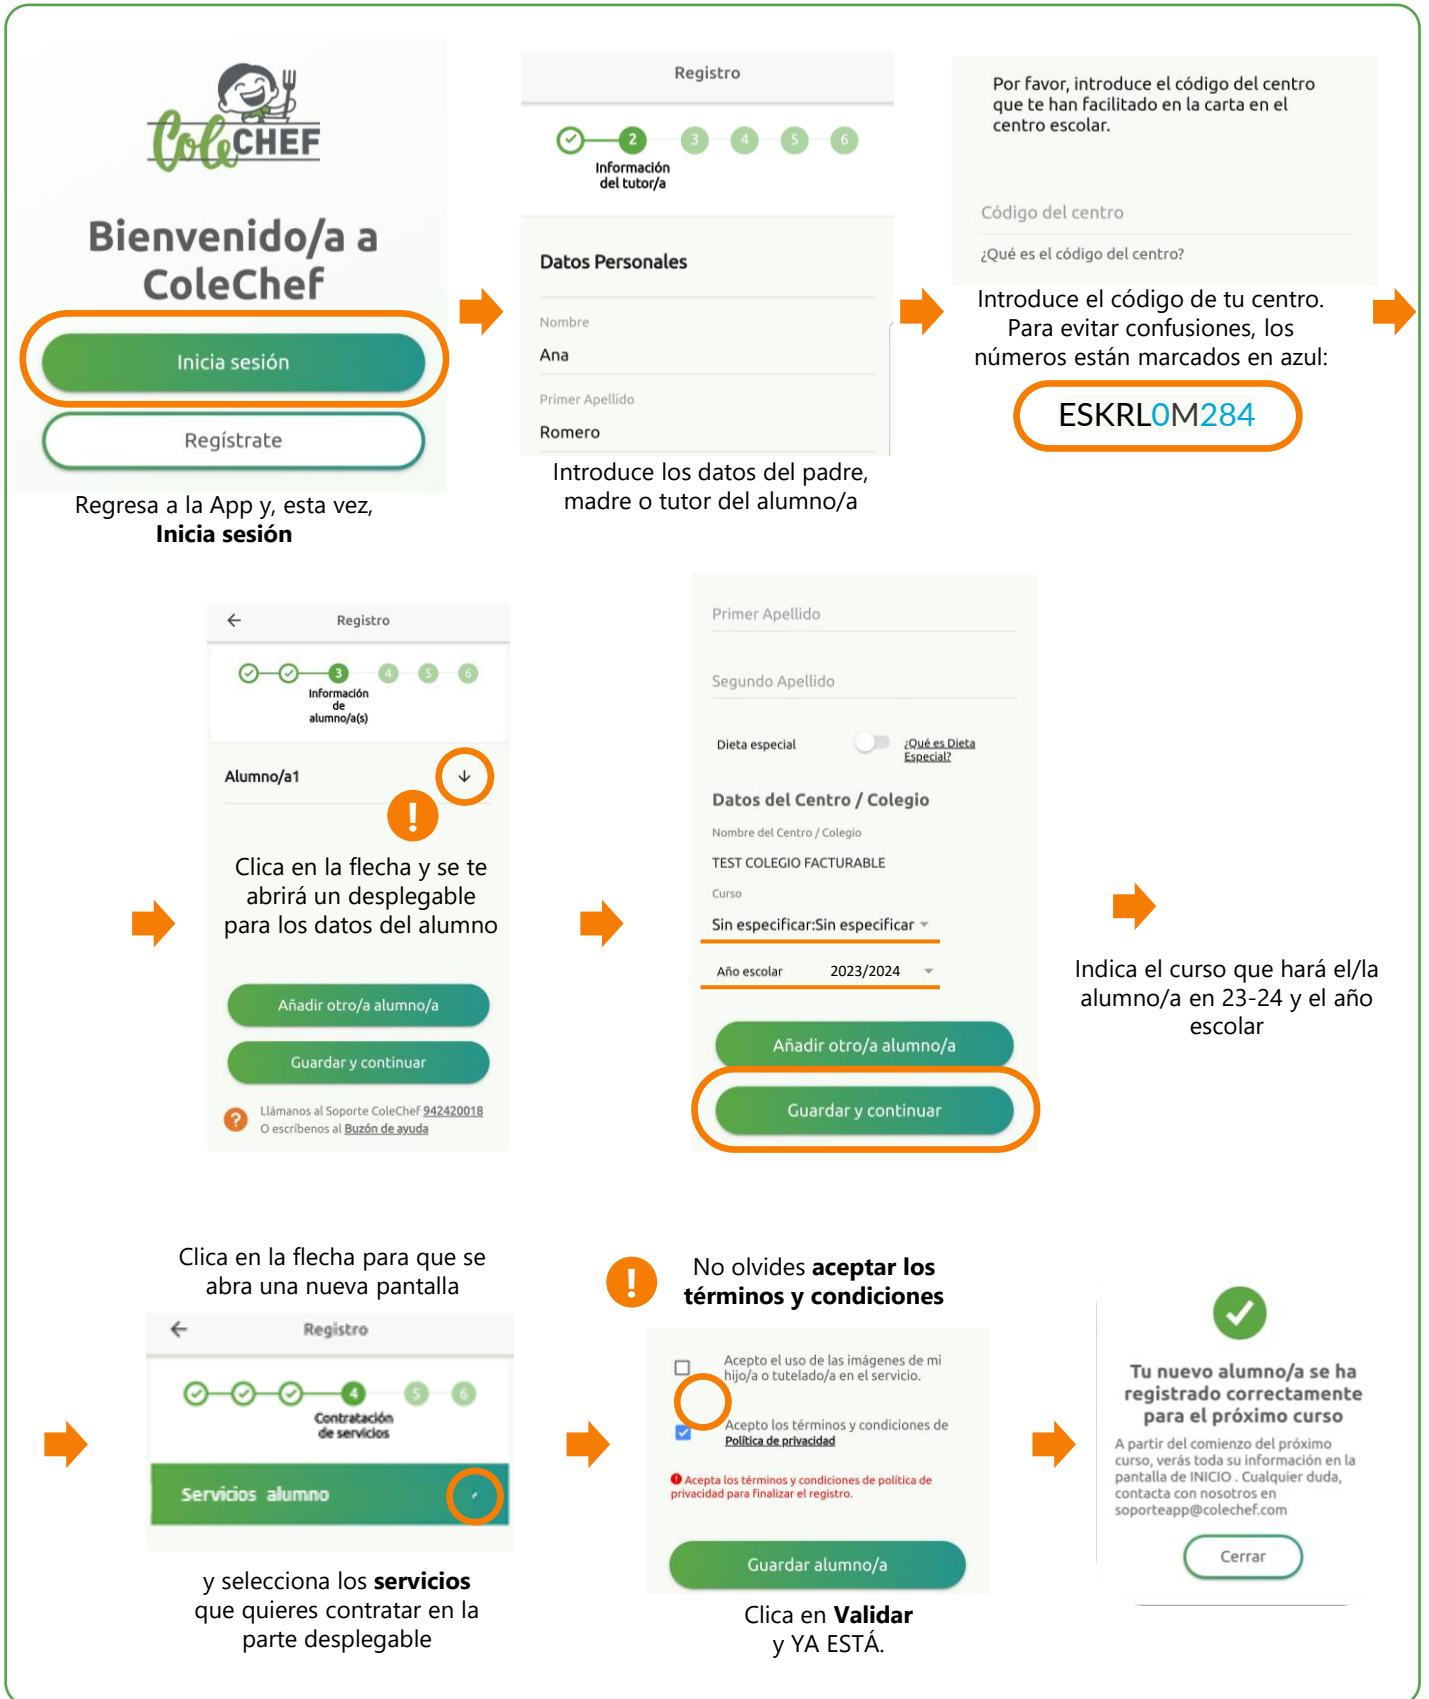 ColeCHEF
Bienvenido/a a
ColeChef
Inicia sesión
Regístrate
Regresa a la App y, esta vez,
Inicia sesión
Registro
2 3 4 5 6
Información
del tutor/a
Datos Personales
Nombre
Ana
Primer Apellido
Romero
Introduce los datos del padre,
madre o tutor del alumno/a
Por favor, introduce el código del centro
que te han facilitado en la carta en el
centro escolar.
Código del centro
¿Qué es el código del centro?
Introduce el código de tu centro.
Para evitar confusiones, los
números están marcados en azul:
ESKRL0M284
Registro
3 4 5 6
Información
de
alumno/a(s)
Alumno/a1
!
Clica en la flecha y se te
abrirá un desplegable
para los datos del alumno
Añadir otro/a alumno/a
Guardar y continuar
? Llámanos al Soporte ColeChef 942420018
O escríbenos al Buzón de ayuda
Primer Apellido
Segundo Apellido
Dieta especial
¿Qué es Dieta
Especial?
Datos del Centro / Colegio
Nombre del Centro / Colegio
TEST COLEGIO FACTURABLE
Curso
Sin especificar:Sin especificar
Año escolar 2023/2024
Añadir otro/a alumno/a
Guardar y continuar
Indica el curso que hará el/la
alumno/a en 23-24 y el año
escolar
Clica en la flecha para que se
abra una nueva pantalla
Registro
4 5 6
Contratación
de servicios
Servicios alumno
y selecciona los servicios
que quieres contratar en la
parte desplegable
!
No olvides aceptar los
términos y condiciones
Acepto el uso de las imágenes de mi
hijo/a o tutelado/a en el servicio.
Acepto los términos y condiciones de
Política de privacidad
! Acepta los términos y condiciones de política de
privacidad para finalizar el registro.
Guardar alumno/a
Clica en Validar
y YA ESTÁ.
Tu nuevo alumno/a se ha
registrado correctamente
para el próximo curso
A partir del comienzo del próximo
curso, verás toda su información en la
pantalla de INICIO . Cualquier duda,
contacta con nosotros en
soporteapp@colechef.com
Cerrar